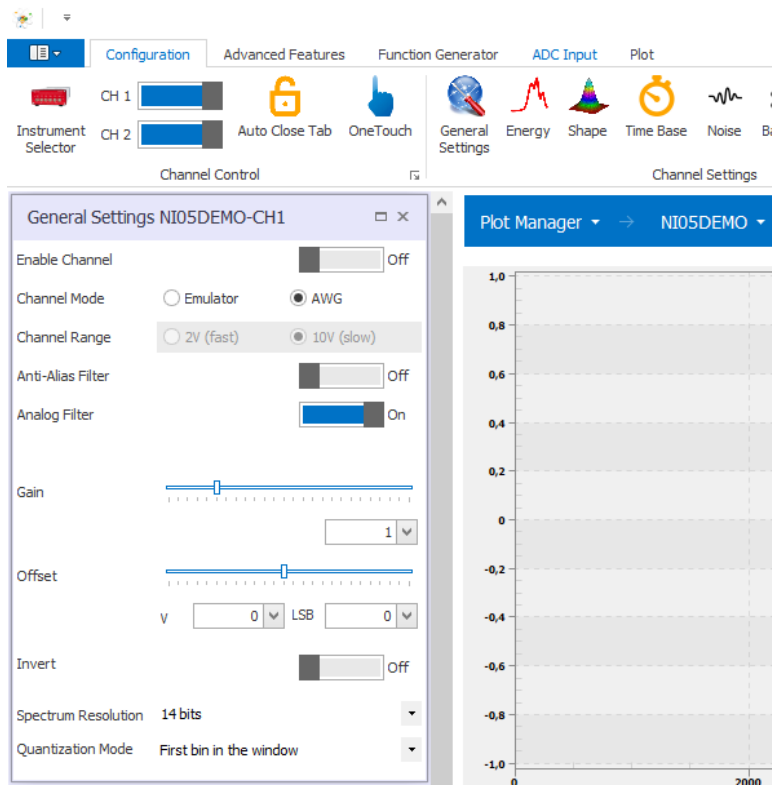 Configuration Advanced Features Function Generator ADC Input Plot
CH 1
CH 2
Instrument Selector
Auto Close Tab
OneTouch
General Settings
Energy
Shape
Time Base
Noise
Channel Control
Channel Settings
General Settings NI05DEMO-CH1
Enable Channel Off
Channel Mode Emulator AWG
Channel Range 2V (fast) 10V (slow)
Anti-Alias Filter Off
Analog Filter On
Gain
1
Offset
V 0 LSB 0
Invert Off
Spectrum Resolution 14 bits
Quantization Mode First bin in the window
Plot Manager NI05DEMO
1,0
0,8
0,6
0,4
0,2
0
-0,2
-0,4
-0,6
-0,8
-1,0
0 2000